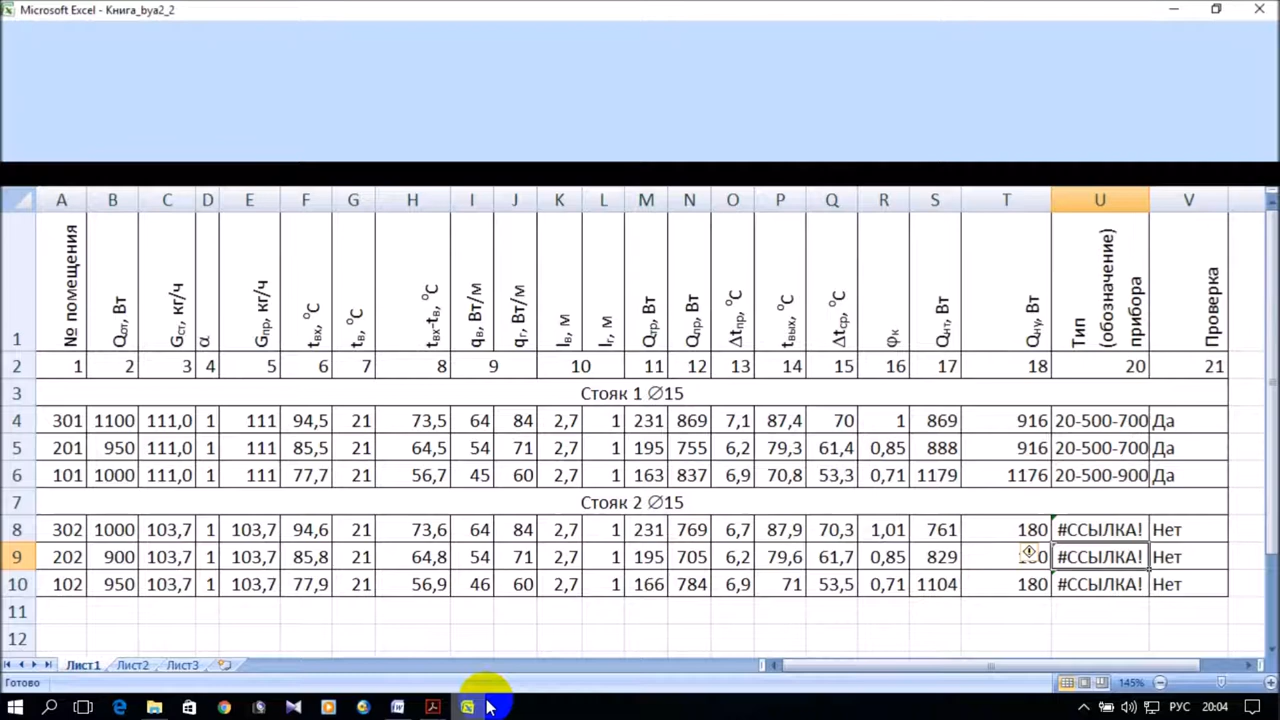 Microsoft Excel - Книга_bya2_2
A B C D E F G H I J K L M N O P Q R S T U V
1 № помещения Qот, Вт Gст, кг/ч α Gпр, кг/ч tвх, °С tв, °С tвх-tв, °С qв, Вт/м qг, Вт/м lв, м lг, м Qтр, Вт Qпр, Вт Δtпр, °С tвых, °С Δtср, °С φк Qнт, Вт Qну, Вт Тип (обозначение) прибора Проверка
2 1 2 3 4 5 6 7 8 9 10 11 12 13 14 15 16 17 18 20 21
3 Стояк 1 ∅15
4 301 1100 111,0 1 111 94,5 21 73,5 64 84 2,7 1 231 869 7,1 87,4 70 1 869 916 20-500-700 Да
5 201 950 111,0 1 111 85,5 21 64,5 54 71 2,7 1 195 755 6,2 79,3 61,4 0,85 888 916 20-500-700 Да
6 101 1000 111,0 1 111 77,7 21 56,7 45 60 2,7 1 163 837 6,9 70,8 53,3 0,71 1179 1176 20-500-900 Да
7 Стояк 2 ∅15
8 302 1000 103,7 1 103,7 94,6 21 73,6 64 84 2,7 1 231 769 6,7 87,9 70,3 1,01 761 180 #ССЫЛКА! Нет
9 202 900 103,7 1 103,7 85,8 21 64,8 54 71 2,7 1 195 705 6,2 79,6 61,7 0,85 829 #ССЫЛКА! Нет
10 102 950 103,7 1 103,7 77,9 21 56,9 46 60 2,7 1 166 784 6,9 71 53,5 0,71 1104 180 #ССЫЛКА! Нет
11
12
Лист1 Лист2 Лист3
Готово 145%
РУС 20:04